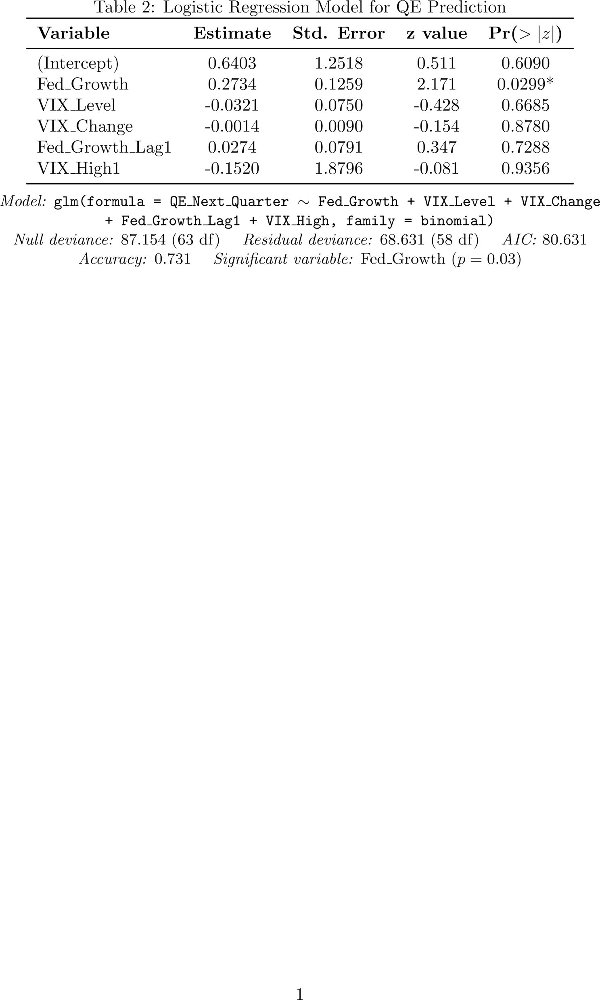 Table 2: Logistic Regression Model for QE Prediction
Variable Estimate Std. Error z value Pr(> |z|)
(Intercept) 0.6403 1.2518 0.511 0.6090
Fed_Growth 0.2734 0.1259 2.171 0.0299*
VIX_Level -0.0321 0.0750 -0.428 0.6685
VIX_Change -0.0014 0.0090 -0.154 0.8780
Fed_Growth_Lag1 0.0274 0.0791 0.347 0.7288
VIX_High1 -0.1520 1.8796 -0.081 0.9356
Model: glm(formula = QE_Next_Quarter ∼ Fed_Growth + VIX_Level + VIX_Change
+ Fed_Growth_Lag1 + VIX_High, family = binomial)
Null deviance: 87.154 (63 df) Residual deviance: 68.631 (58 df) AIC: 80.631
Accuracy: 0.731 Significant variable: Fed_Growth (p = 0.03)
1